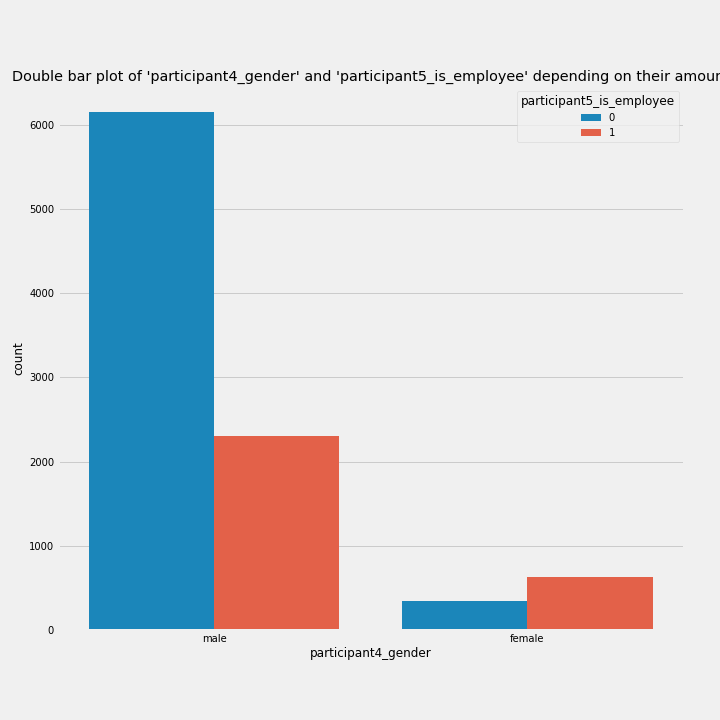 Double bar plot of 'participant4_gender' and 'participant5_is_employee' depending on their amour
participant5_is_employee
0
1
6000
5000
4000
3000
2000
1000
0
count
male
female
participant4_gender